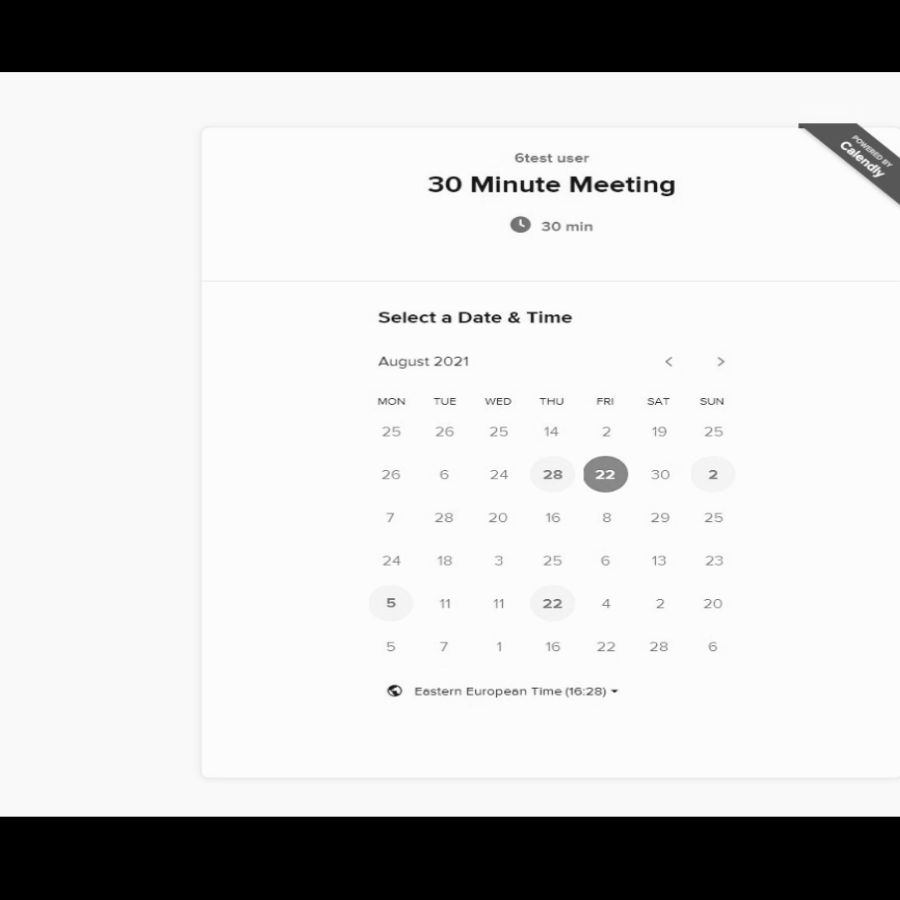 POWERED BY
Calendly
6test user
30 Minute Meeting
30 min
Select a Date & Time
August 2021
MON TUE WED THU FRI SAT SUN
25 26 25 14 2 19 25
26 6 24 28 22 30 2
7 28 20 16 8 29 25
24 18 3 25 6 13 23
5 11 11 22 4 2 20
5 7 1 16 22 28 6
Eastern European Time (16:28)